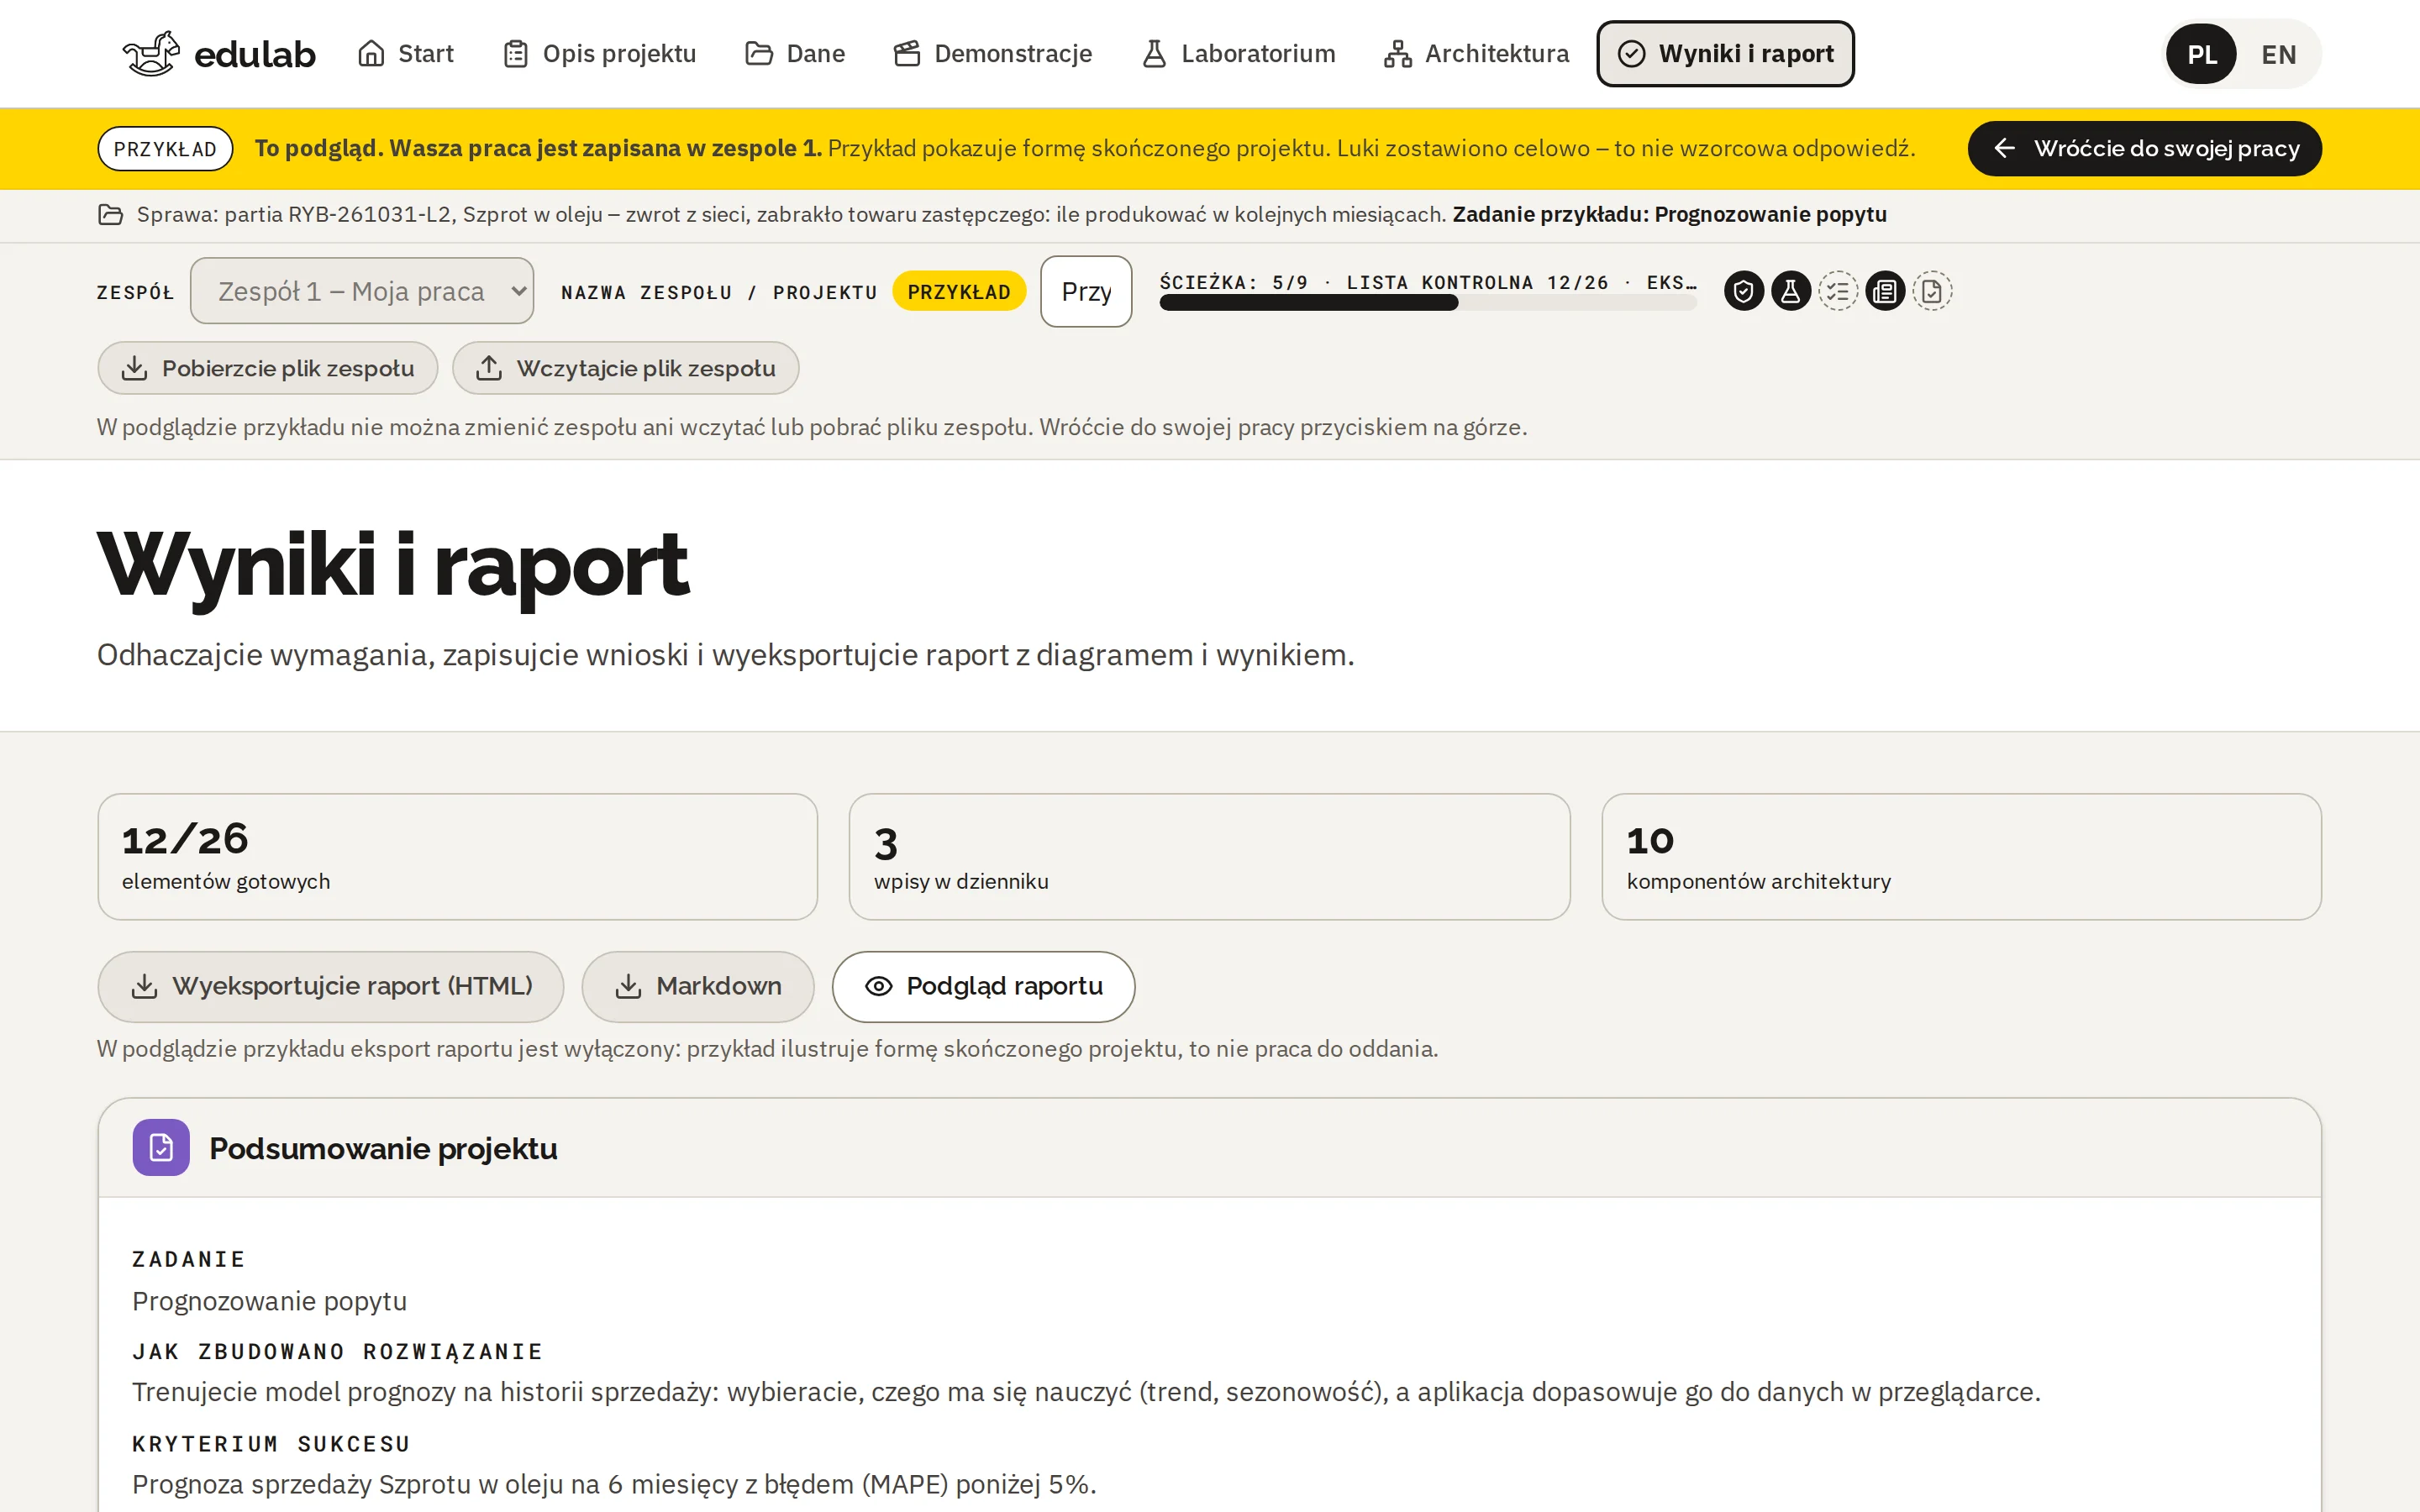 edulab Start Opis projektu Dane Demonstracje Laboratorium Architektura Wyniki i raport PL EN
PRZYKŁAD To podgląd. Wasza praca jest zapisana w zespole 1. Przykład pokazuje formę skończonego projektu. Luki zostawiono celowo – to nie wzorcowa odpowiedź. Wróćcie do swojej pracy
Sprawa: partia RYB-261031-L2, Szprot w oleju – zwrot z sieci, zabrakło towaru zastępczego: ile produkować w kolejnych miesiącach. Zadanie przykładu: Prognozowanie popytu
ZESPÓŁ Zespół 1 – Moja praca NAZWA ZESPOŁU / PROJEKTU PRZYKŁAD Przy ŚCIEŻKA: 5/9 · LISTA KONTROLNA 12/26 · EKS…
Pobierzcie plik zespołu Wczytajcie plik zespołu
W podglądzie przykładu nie można zmienić zespołu ani wczytać lub pobrać pliku zespołu. Wróćcie do swojej pracy przyciskiem na górze.
Wyniki i raport
Odhaczajcie wymagania, zapisujcie wnioski i wyeksportujcie raport z diagramem i wynikiem.
12/26 3 10
elementów gotowych wpisy w dzienniku komponentów architektury
Wyeksportujcie raport (HTML) Markdown Podgląd raportu
W podglądzie przykładu eksport raportu jest wyłączony: przykład ilustruje formę skończonego projektu, to nie praca do oddania.
Podsumowanie projektu
ZADANIE
Prognozowanie popytu
JAK ZBUDOWANO ROZWIĄZANIE
Trenujecie model prognozy na historii sprzedaży: wybieracie, czego ma się nauczyć (trend, sezonowość), a aplikacja dopasowuje go do danych w przeglądarce.
KRYTERIUM SUKCESU
Prognoza sprzedaży Szprotu w oleju na 6 miesięcy z błędem (MAPE) poniżej 5%.